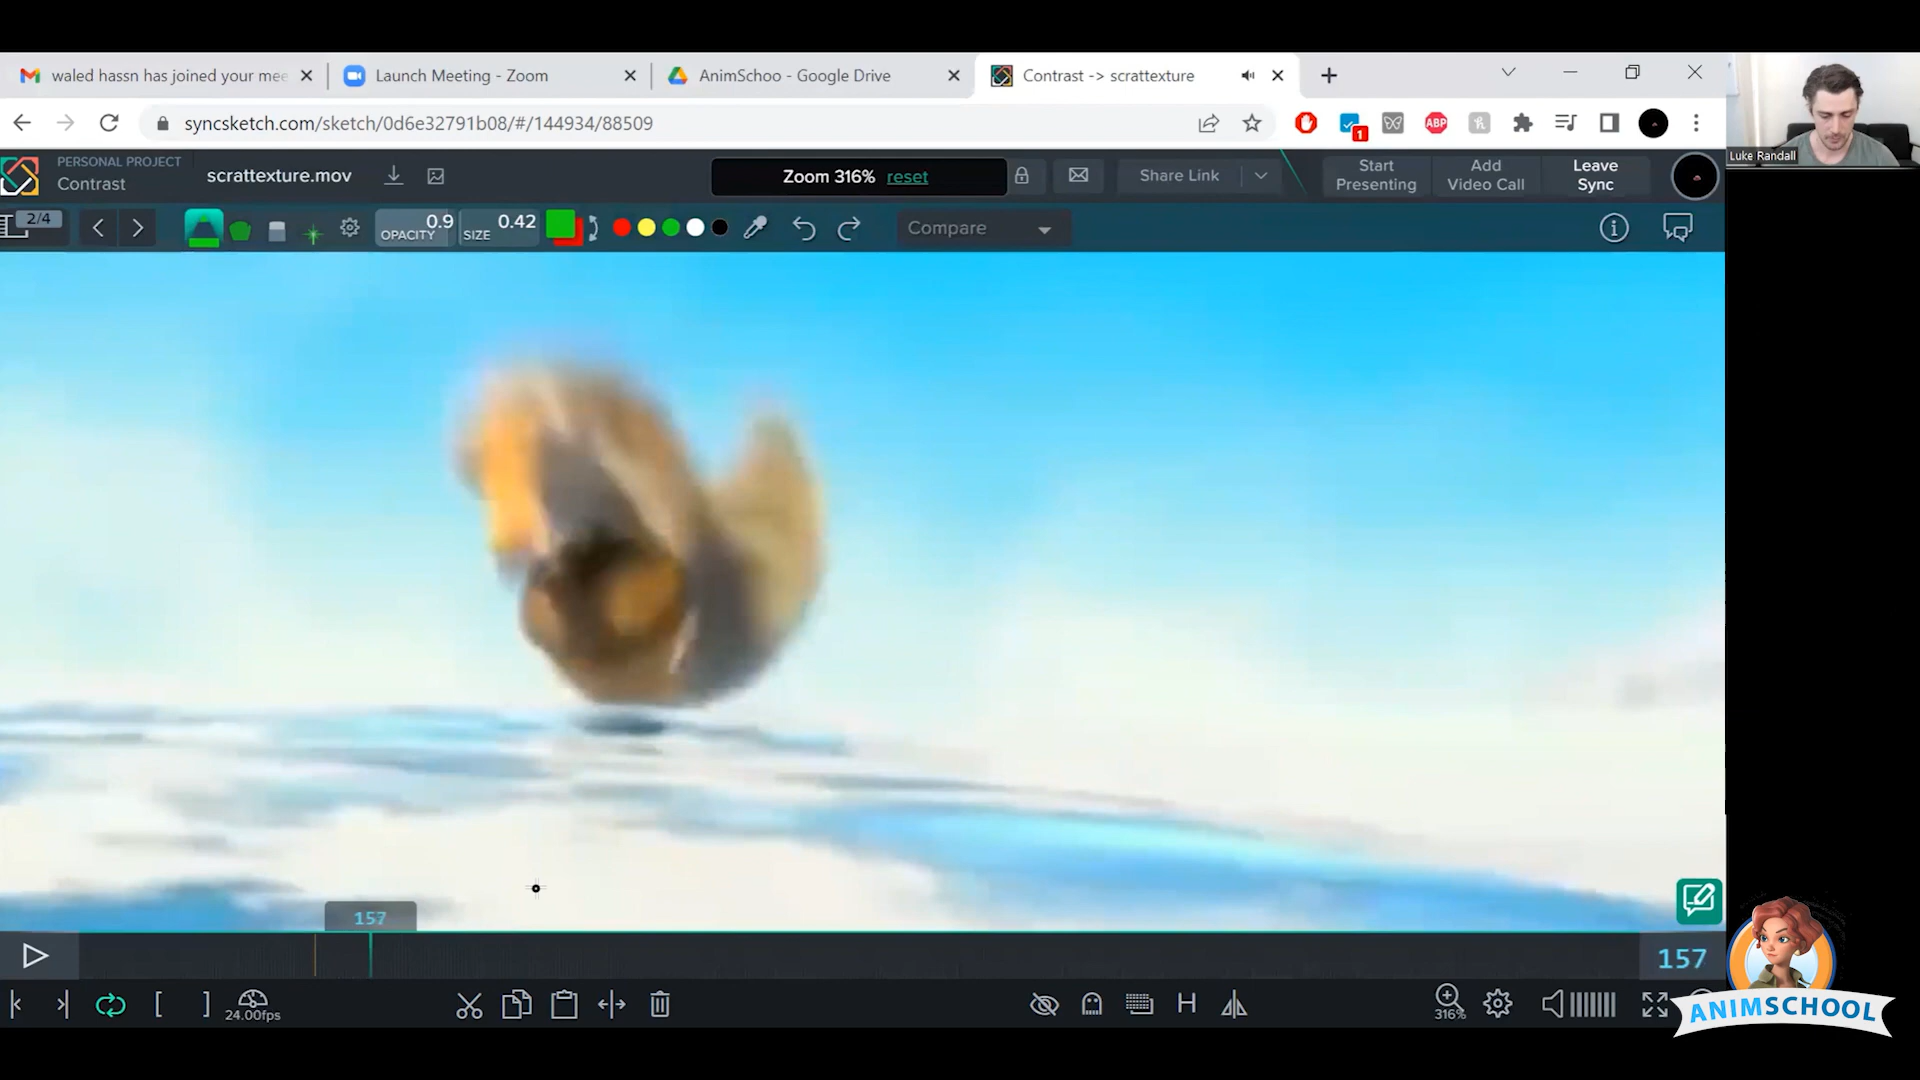 waled hassn has joined your mee
Launch Meeting - Zoom
AnimSchoo - Google Drive
Contrast -> scrattexture
syncsketch.com/sketch/0d6e32791b08/#/144934/88509
1
ABP
Luke Randall
PERSONAL PROJECT
Contrast
scrattexture.mov
Zoom 316% reset
Share Link
Start
Presenting
Add
Video Call
Leave
Sync
2/4
OPACITY 0.9
SIZE 0.42
Compare
157
157
24.00fps
H
316%
ANIMSCHOOL